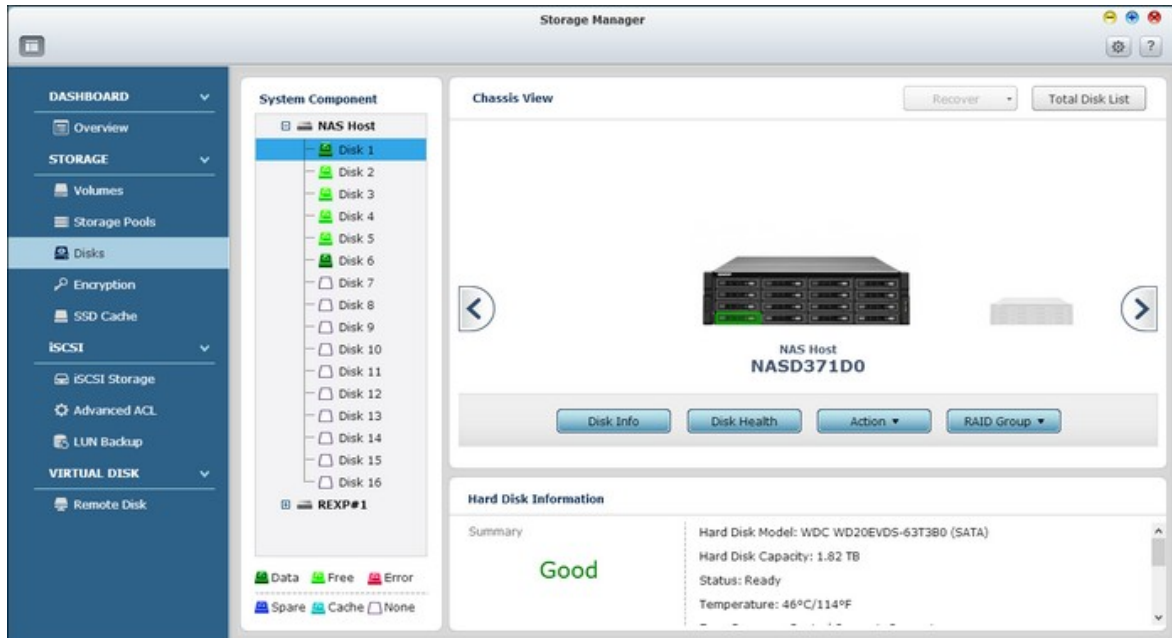 Storage Manager
?
DASHBOARD
Overview
STORAGE
Volumes
Storage Pools
Disks
Encryption
SSD Cache
iSCSI
iSCSI Storage
Advanced ACL
LUN Backup
VIRTUAL DISK
Remote Disk
System Component
NAS Host
Disk 1
Disk 2
Disk 3
Disk 4
Disk 5
Disk 6
Disk 7
Disk 8
Disk 9
Disk 10
Disk 11
Disk 12
Disk 13
Disk 14
Disk 15
Disk 16
REXP#1
Data Free Error
Spare Cache None
Chassis View
Recover
Total Disk List
NAS Host
NASD371D0
Disk Info Disk Health Action RAID Group
Hard Disk Information
Summary
Good
Hard Disk Model: WDC WD20EVDS-63T3B0 (SATA)
Hard Disk Capacity: 1.82 TB
Status: Ready
Temperature: 46°C/114°F